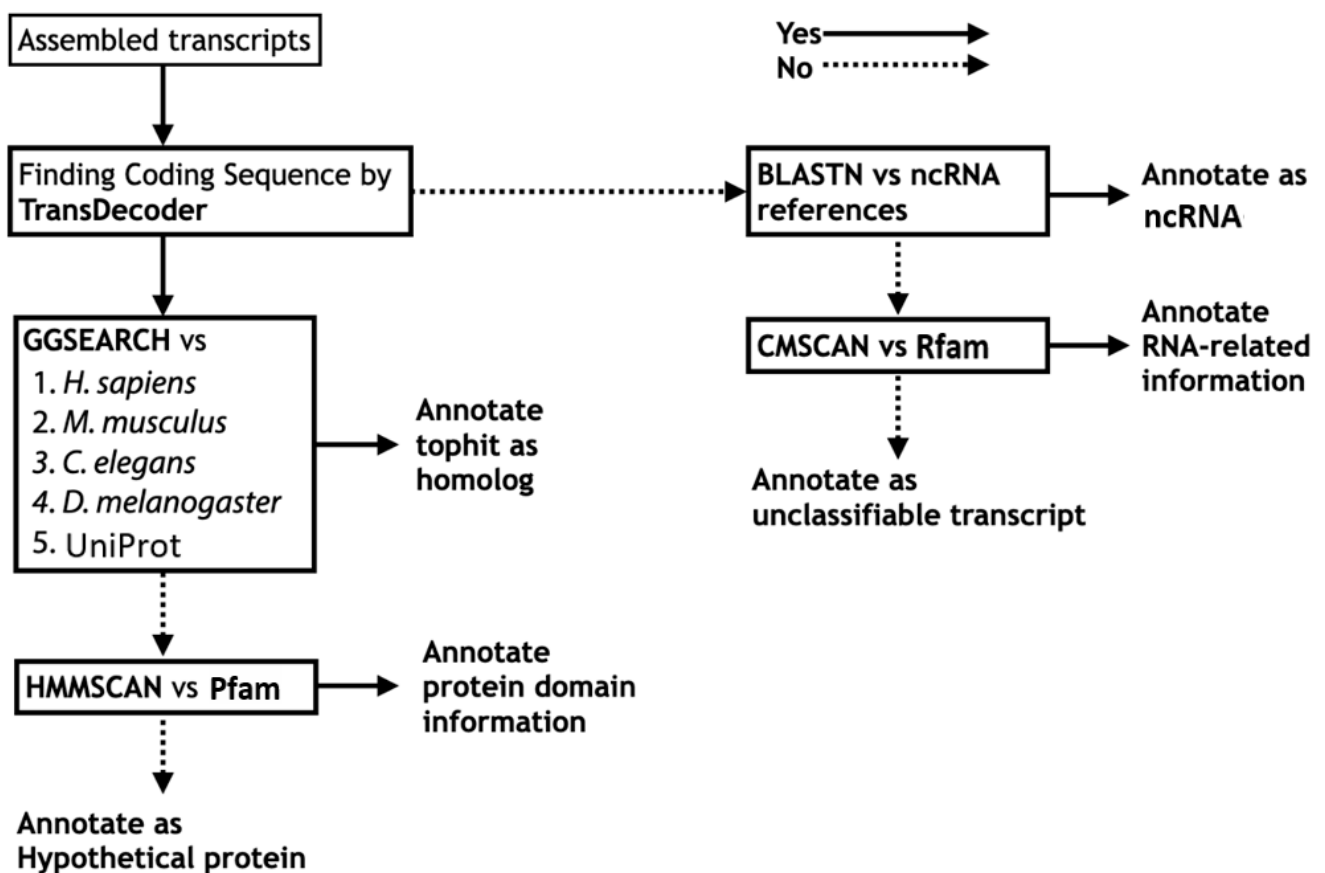 Assembled transcripts
Yes
No
Finding Coding Sequence by
TransDecoder
BLASTN vs ncRNA
references
Annotate as
ncRNA
GGSEARCH vs
1. H. sapiens
2. M. musculus
3. C. elegans
4. D. melanogaster
5. UniProt
Annotate
tophit as
homolog
CMSCAN vs Rfam
Annotate
RNA-related
information
Annotate as
unclassifiable transcript
HMMSCAN vs Pfam
Annotate
protein domain
information
Annotate as
Hypothetical protein